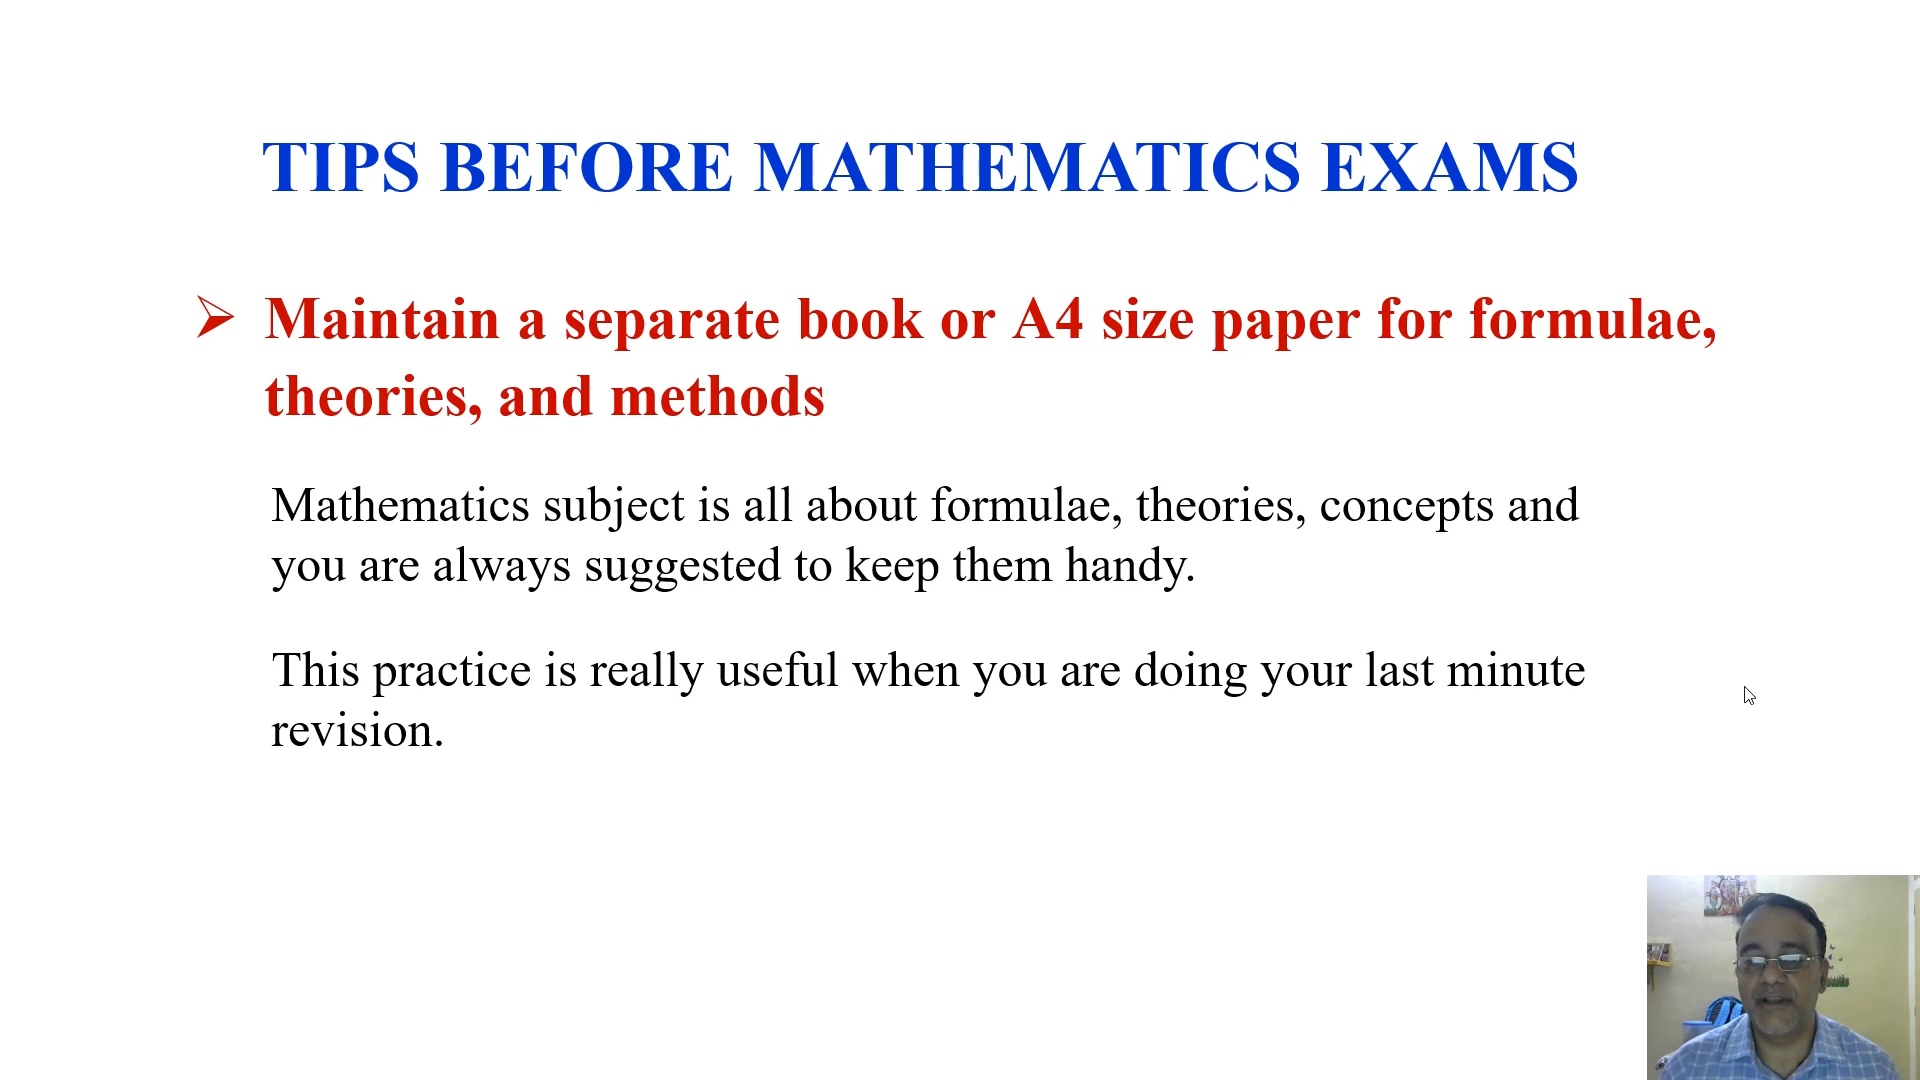 TIPS BEFORE MATHEMATICS EXAMS
➢ Maintain a separate book or A4 size paper for formulae,
theories, and methods
Mathematics subject is all about formulae, theories, concepts and
you are always suggested to keep them handy.
This practice is really useful when you are doing your last minute
revision.